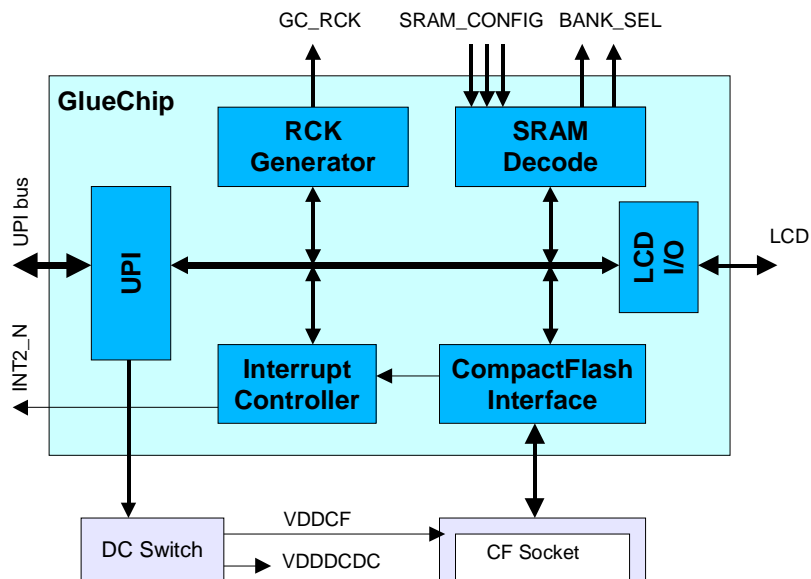 GC_RCK
SRAM_CONFIG
BANK_SEL
GlueChip
RCK
Generator
SRAM
Decode
UPI bus
UPI
LCD
I/O
LCD
INT2_N
Interrupt
Controller
CompactFlash
Interface
VDDCF
DC Switch
CF Socket
VDDDCDC